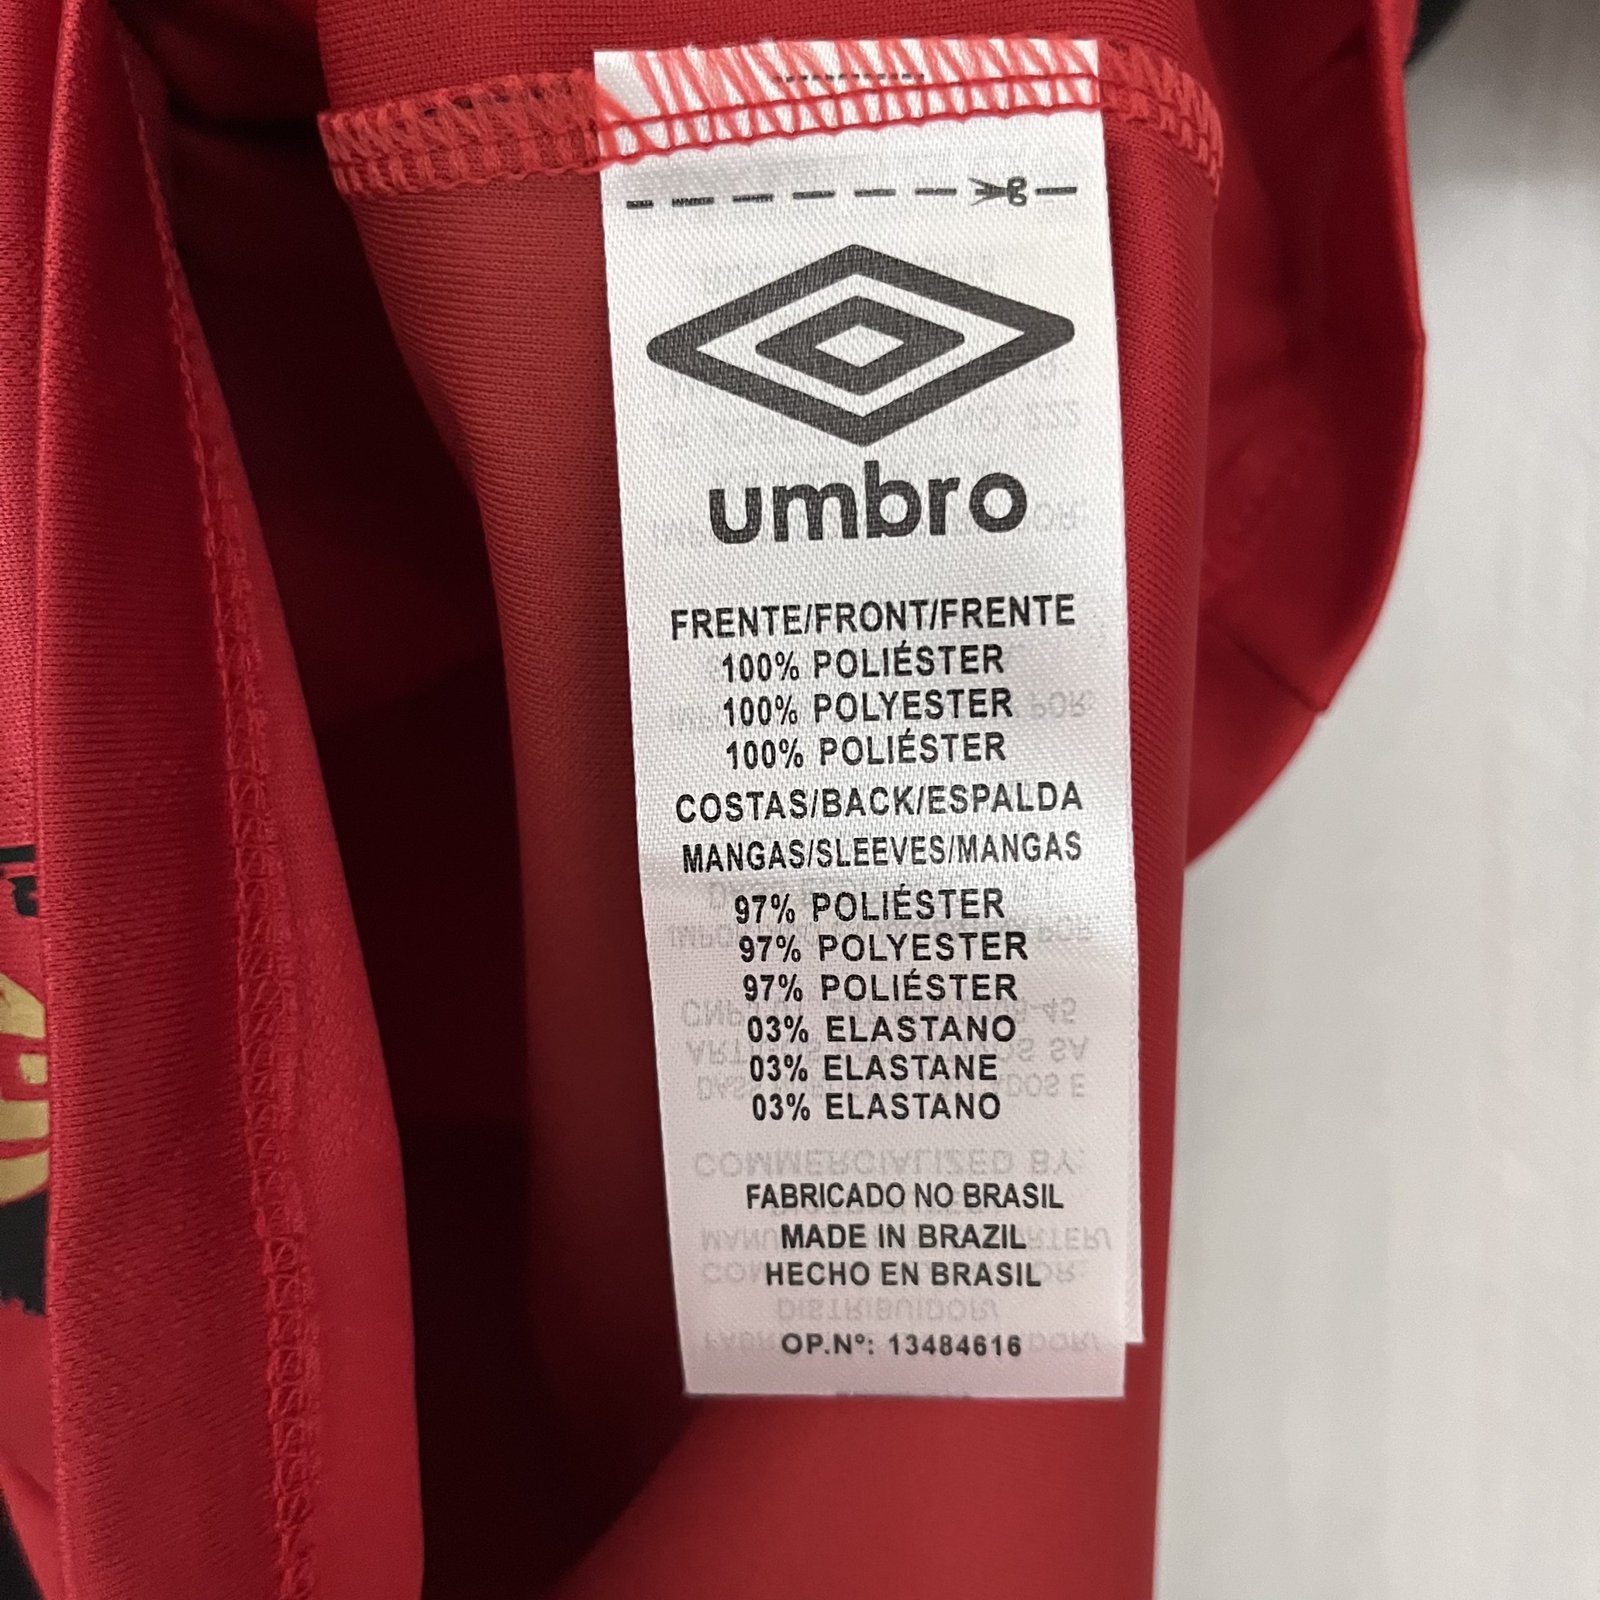 umbro
FRENTE/FRONT/FRENTE
100% POLIÉSTER
100% POLYESTER
100% POLIÉSTER
COSTAS/BACK/ESPALDA
MANGAS/SLEEVES/MANGAS
97% POLIÉSTER
97% POLYESTER
97% POLIÉSTER
03% ELASTANO
03% ELASTANE
03% ELASTANO
FABRICADO NO BRASIL
MADE IN BRAZIL
HECHO EN BRASIL
OP.Nº: 13484616